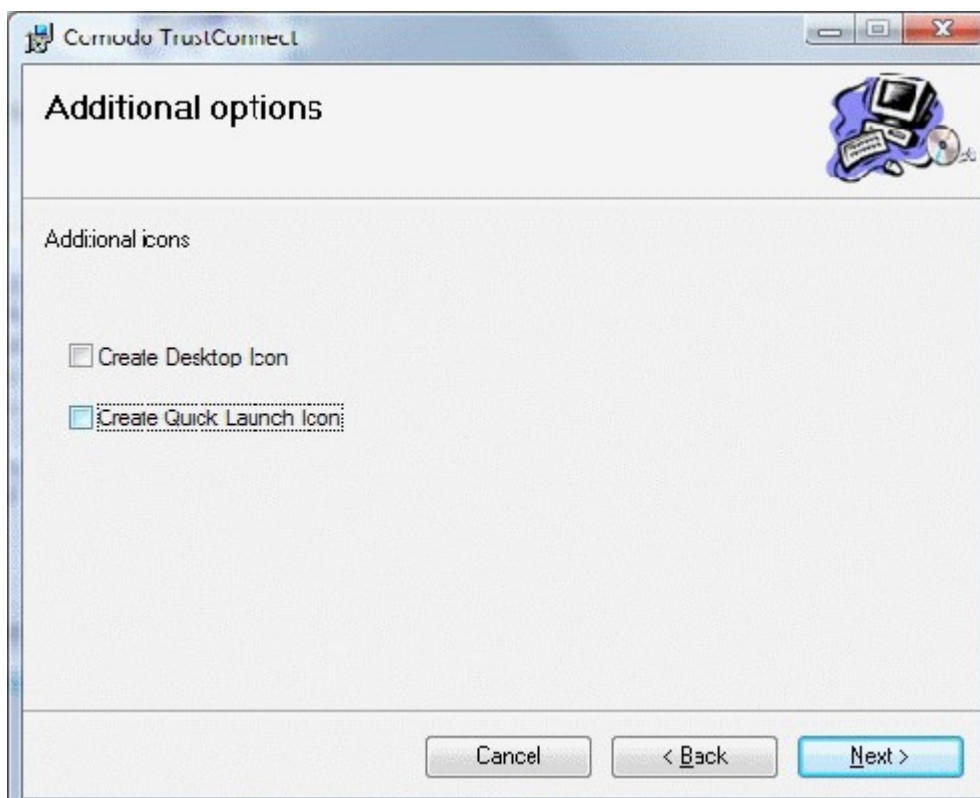 Comodo TrustConnect
Additional options
Additional icons
Create Desktop Icon
Create Quick Launch Icon
Cancel
< Back
Next >